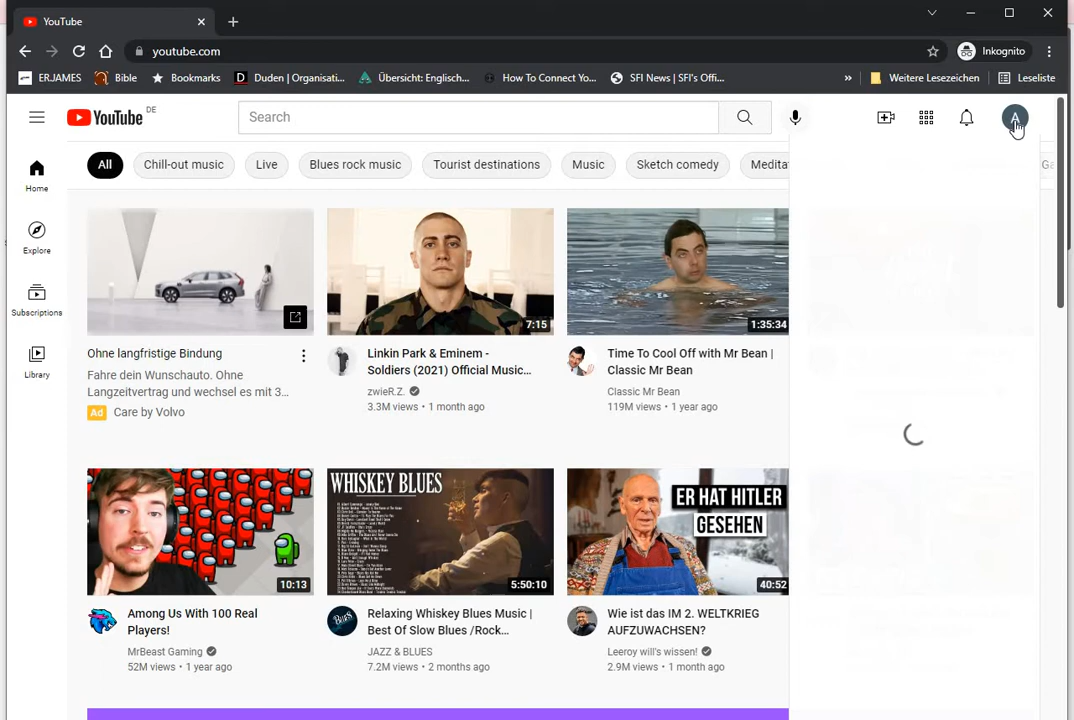 YouTube
youtube.com
Inkognito
ERJAMES
Bible
Bookmarks
D
Duden | Organisati...
Übersicht: Englisch...
How To Connect Yo...
SFI News | SFI's Offi...
»
Weitere Lesezeichen
Leseliste
YouTube DE
Search
A
All
Chill-out music
Live
Blues rock music
Tourist destinations
Music
Sketch comedy
Medita
Ga
Home
Explore
Subscriptions
Library
7:15
1:35:34
Ohne langfristige Bindung
Fahre dein Wunschauto. Ohne
Langzeitvertrag und wechsel es mit 3...
Ad Care by Volvo
Linkin Park & Eminem -
Soldiers (2021) Official Music...
zwieR.Z.
3.3M views • 1 month ago
Time To Cool Off with Mr Bean |
Classic Mr Bean
Classic Mr Bean
119M views • 1 year ago
10:13
WHISKEY BLUES
5:50:10
ER HAT HITLER
GESEHEN
40:52
Among Us With 100 Real
Players!
MrBeast Gaming
52M views • 1 year ago
BLUES
Relaxing Whiskey Blues Music |
Best Of Slow Blues /Rock...
JAZZ & BLUES
7.2M views • 2 months ago
Wie ist das IM 2. WELTKRIEG
AUFZUWACHSEN?
Leeroy will's wissen!
2.9M views • 1 month ago